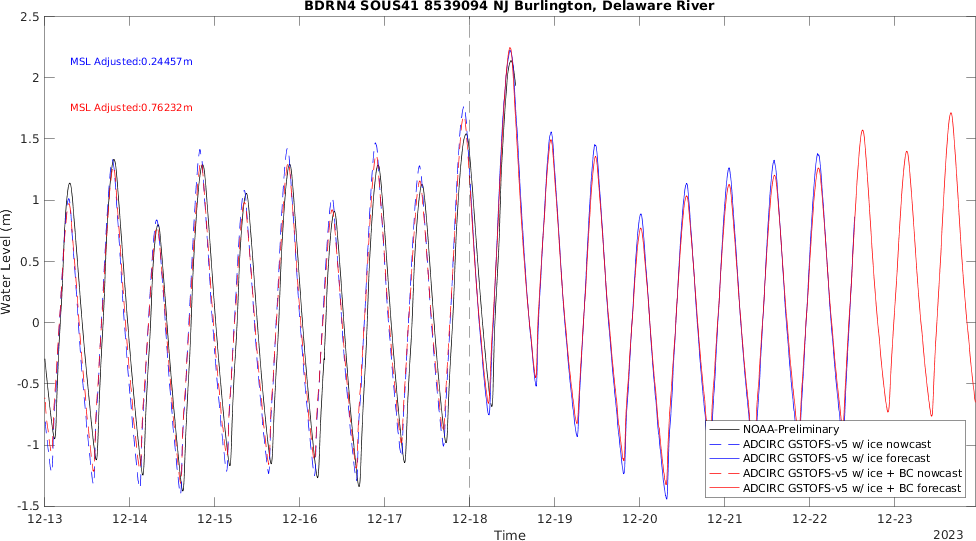 BDRN4 SOUS41 8539094 NJ Burlington, Delaware River
2.5
2
1.5
1
0.5
0
-0.5
-1
-1.5
Water Level (m)
MSL Adjusted:0.24457m
MSL Adjusted:0.76232m
NOAA-Preliminary
ADCIRC GSTOFS-v5 w/ ice nowcast
ADCIRC GSTOFS-v5 w/ ice forecast
ADCIRC GSTOFS-v5 w/ ice + BC nowcast
ADCIRC GSTOFS-v5 w/ ice + BC forecast
12-13 12-14 12-15 12-16 12-17 12-18 12-19 12-20 12-21 12-22 12-23
Time
2023